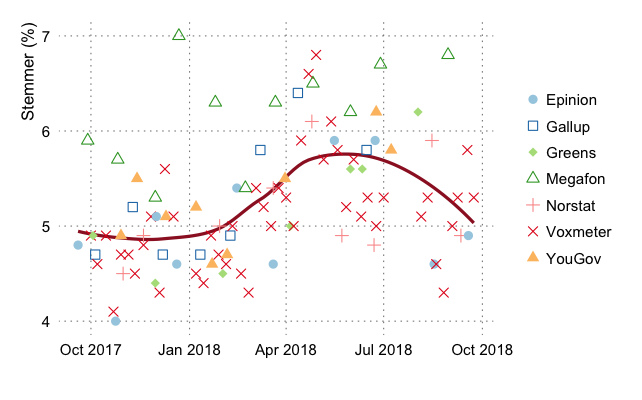 Stemmer (%)
7
6
5
4
Oct 2017
Jan 2018
Apr 2018
Jul 2018
Oct 2018
Epinion
Gallup
Greens
Megafon
Norstat
Voxmeter
YouGov